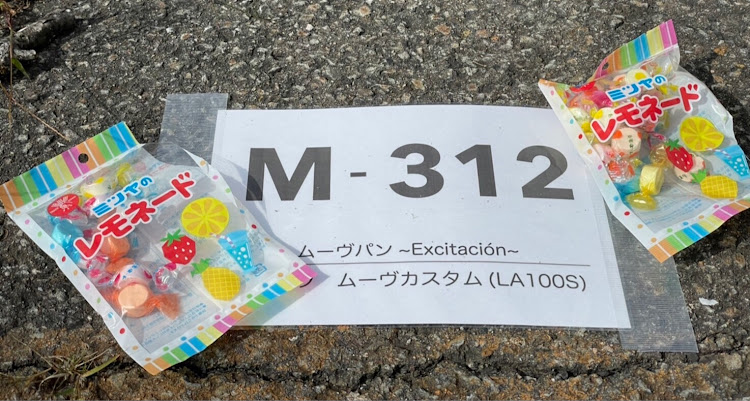 M-312
ムーヴパン ~Excitación~
ムーヴカスタム (LA100S)
ミツヤの
レモネード
ミツヤの
レモネード